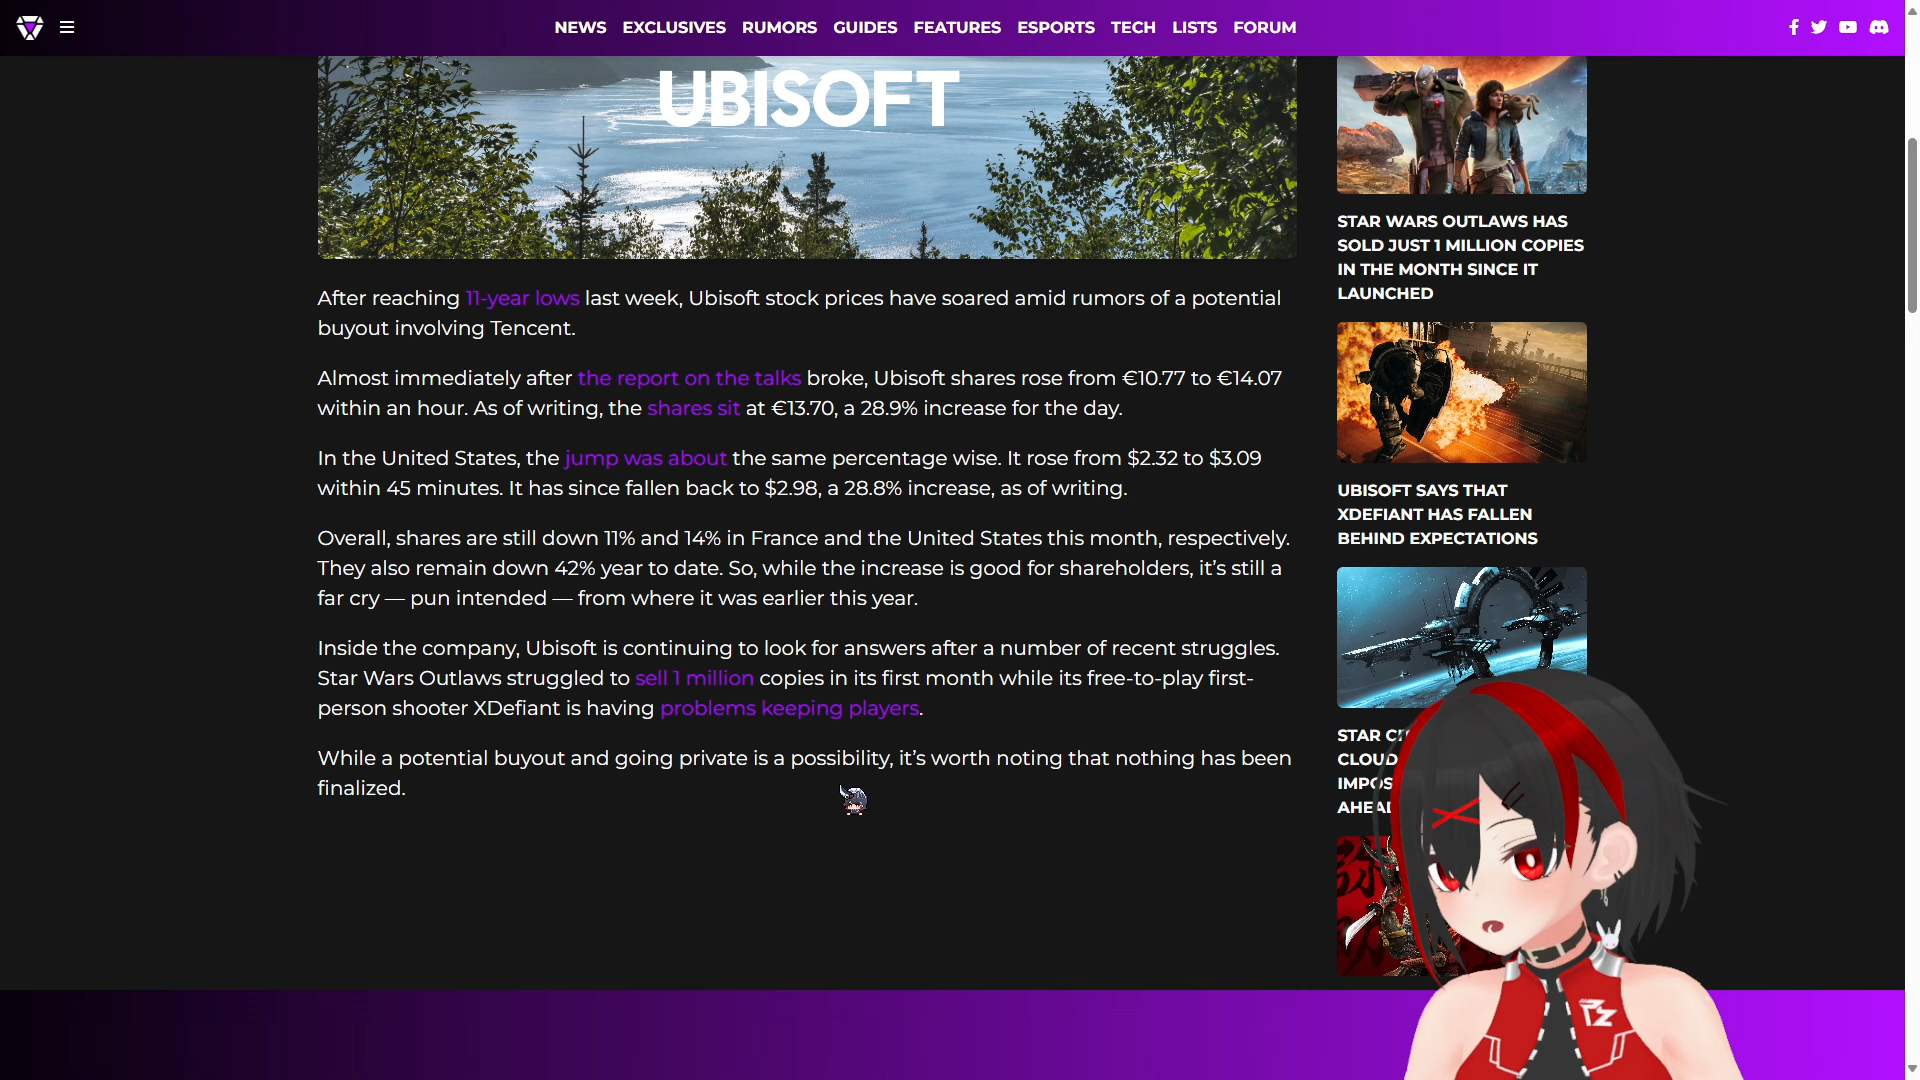 NEWS EXCLUSIVES RUMORS GUIDES FEATURES ESPORTS TECH LISTS FORUM
UBISOFT
After reaching 11-year lows last week, Ubisoft stock prices have soared amid rumors of a potential
buyout involving Tencent.
Almost immediately after the report on the talks broke, Ubisoft shares rose from €10.77 to €14.07
within an hour. As of writing, the shares sit at €13.70, a 28.9% increase for the day.
In the United States, the jump was about the same percentage wise. It rose from $2.32 to $3.09
within 45 minutes. It has since fallen back to $2.98, a 28.8% increase, as of writing.
Overall, shares are still down 11% and 14% in France and the United States this month, respectively.
They also remain down 42% year to date. So, while the increase is good for shareholders, it’s still a
far cry — pun intended — from where it was earlier this year.
Inside the company, Ubisoft is continuing to look for answers after a number of recent struggles.
Star Wars Outlaws struggled to sell 1 million copies in its first month while its free-to-play first-
person shooter XDefiant is having problems keeping players.
While a potential buyout and going private is a possibility, it’s worth noting that nothing has been
finalized.
STAR WARS OUTLAWS HAS
SOLD JUST 1 MILLION COPIES
IN THE MONTH SINCE IT
LAUNCHED
UBISOFT SAYS THAT
XDEFIANT HAS FALLEN
BEHIND EXPECTATIONS
STAR
CLOUD